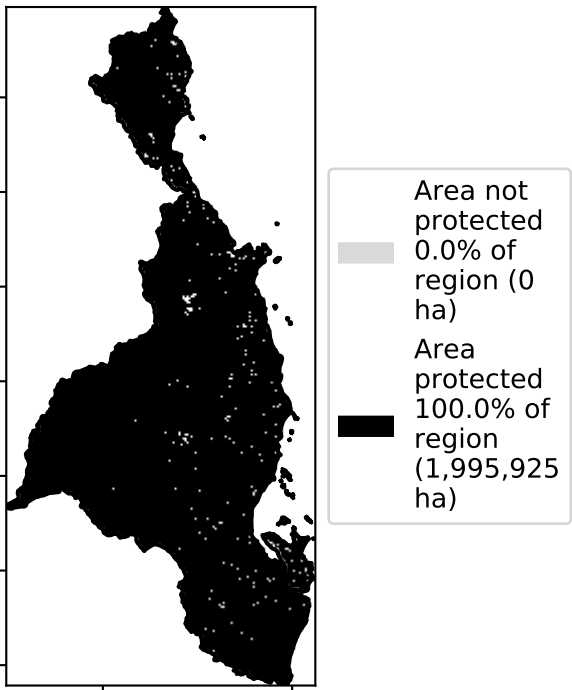 Area not
protected
0.0% of
region (0
ha)
Area
protected
100.0% of
region
(1,995,925
ha)